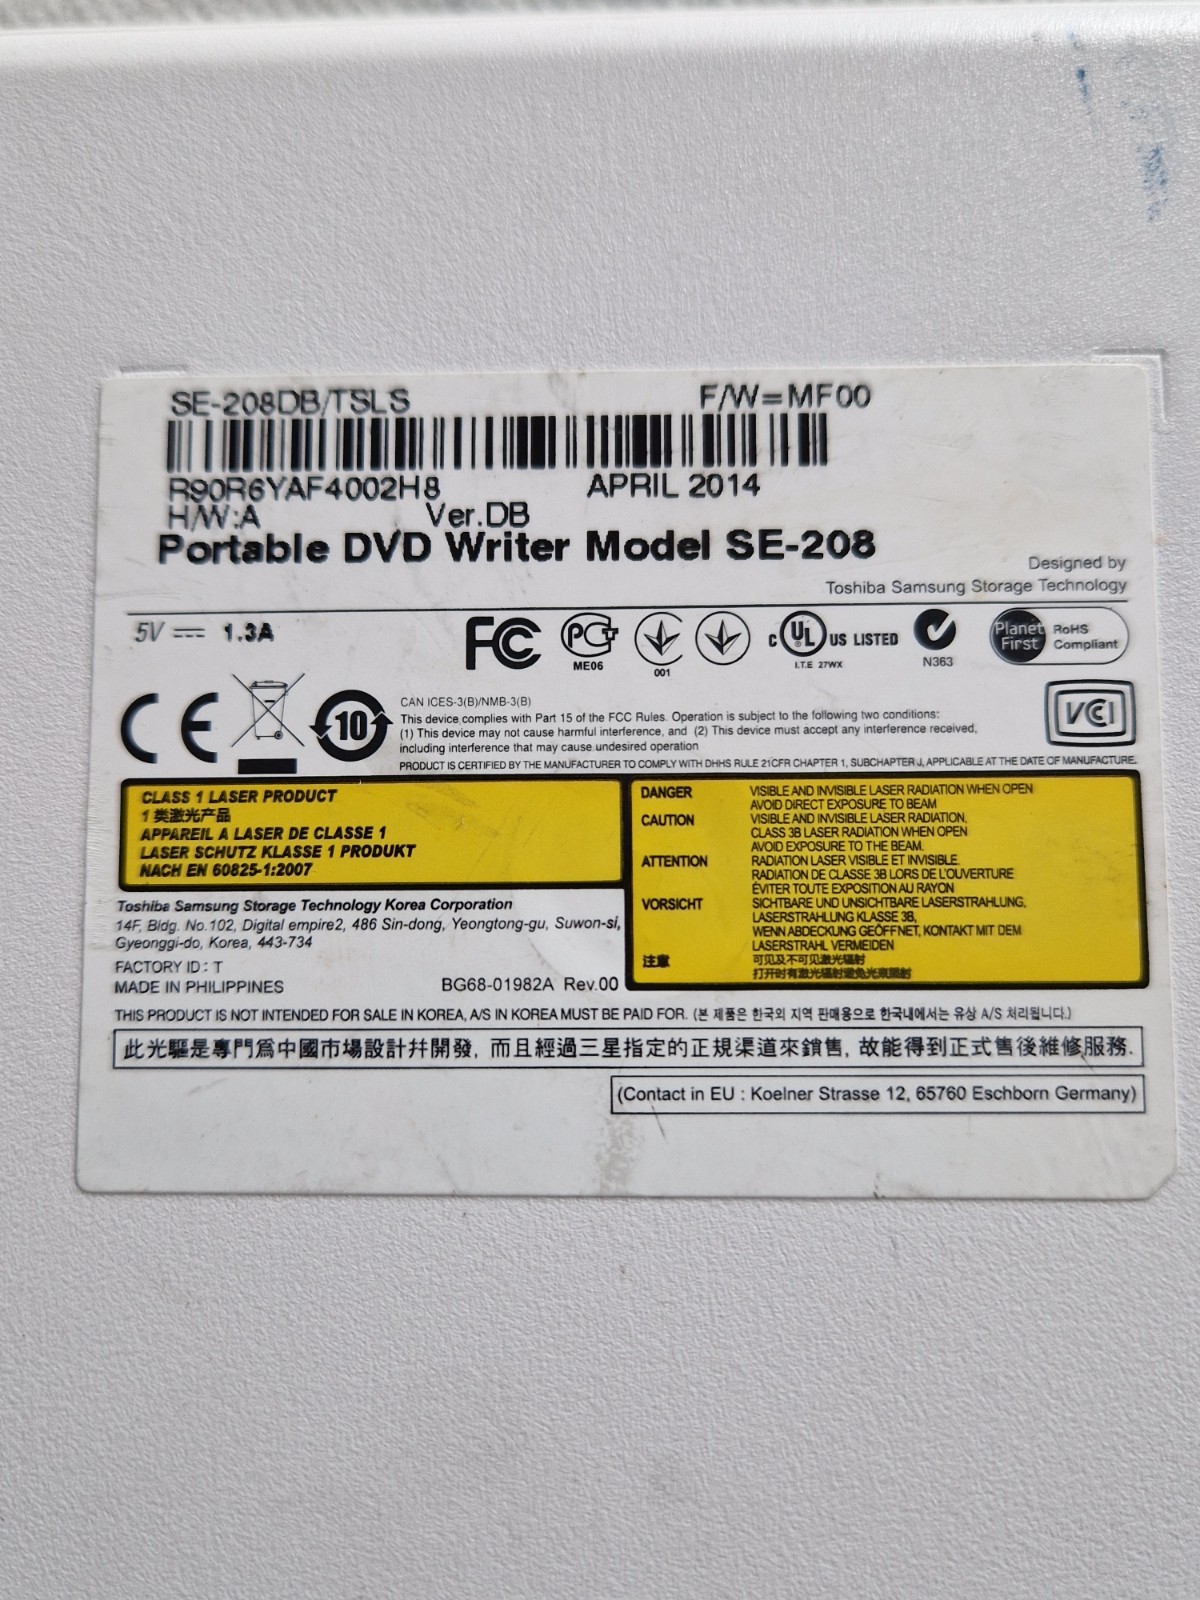 SE-208DB/TSLS F/W=MF00
R90R6YAF4002H8 APRIL 2014
H/W:A Ver.DB
Portable DVD Writer Model SE-208
Designed by
Toshiba Samsung Storage Technology
5V 1.3A
FC
PCT
ME06
001
C UL US LISTED
I.T.E 27WX
N363
Planet First RoHS Compliant
CE
10
VCCI
CAN ICES-3(B)/NMB-3(B)
This device complies with Part 15 of the FCC Rules. Operation is subject to the following two conditions:
(1) This device may not cause harmful interference, and (2) This device must accept any interference received,
including interference that may cause undesired operation
PRODUCT IS CERTIFIED BY THE MANUFACTURER TO COMPLY WITH DHHS RULE 21CFR CHAPTER 1, SUBCHAPTER J, APPLICABLE AT THE DATE OF MANUFACTURE.
CLASS 1 LASER PRODUCT
1 类激光产品
APPAREIL A LASER DE CLASSE 1
LASER SCHUTZ KLASSE 1 PRODUKT
NACH EN 60825-1:2007
DANGER VISIBLE AND INVISIBLE LASER RADIATION WHEN OPEN
AVOID DIRECT EXPOSURE TO BEAM
CAUTION VISIBLE AND INVISIBLE LASER RADIATION,
CLASS 3B LASER RADIATION WHEN OPEN
AVOID EXPOSURE TO THE BEAM.
ATTENTION RADIATION LASER VISIBLE ET INVISIBLE.
RADIATION DE CLASSE 3B LORS DE L'OUVERTURE
ÉVITER TOUTE EXPOSITION AU RAYON
VORSICHT SICHTBARE UND UNSICHTBARE LASERSTRAHLUNG,
LASERSTRAHLUNG KLASSE 3B,
WENN ABDECKUNG GEÖFFNET, KONTAKT MIT DEM
LASERSTRAHL VERMEIDEN
注意 可见及不可见激光辐射
打开时有激光辐射避免光束照射
Toshiba Samsung Storage Technology Korea Corporation
14F, Bldg. No.102, Digital empire2, 486 Sin-dong, Yeongtong-gu, Suwon-si,
Gyeonggi-do, Korea, 443-734
FACTORY ID : T
MADE IN PHILIPPINES BG68-01982A Rev.00
THIS PRODUCT IS NOT INTENDED FOR SALE IN KOREA, A/S IN KOREA MUST BE PAID FOR. (본 제품은 한국외 지역 판매용으로 한국내에서는 유상 A/S 처리됩니다.)
此光驅是專門爲中國市場設計幷開發, 而且經過三星指定的正規渠道來銷售, 故能得到正式售後維修服務.
(Contact in EU : Koelner Strasse 12, 65760 Eschborn Germany)